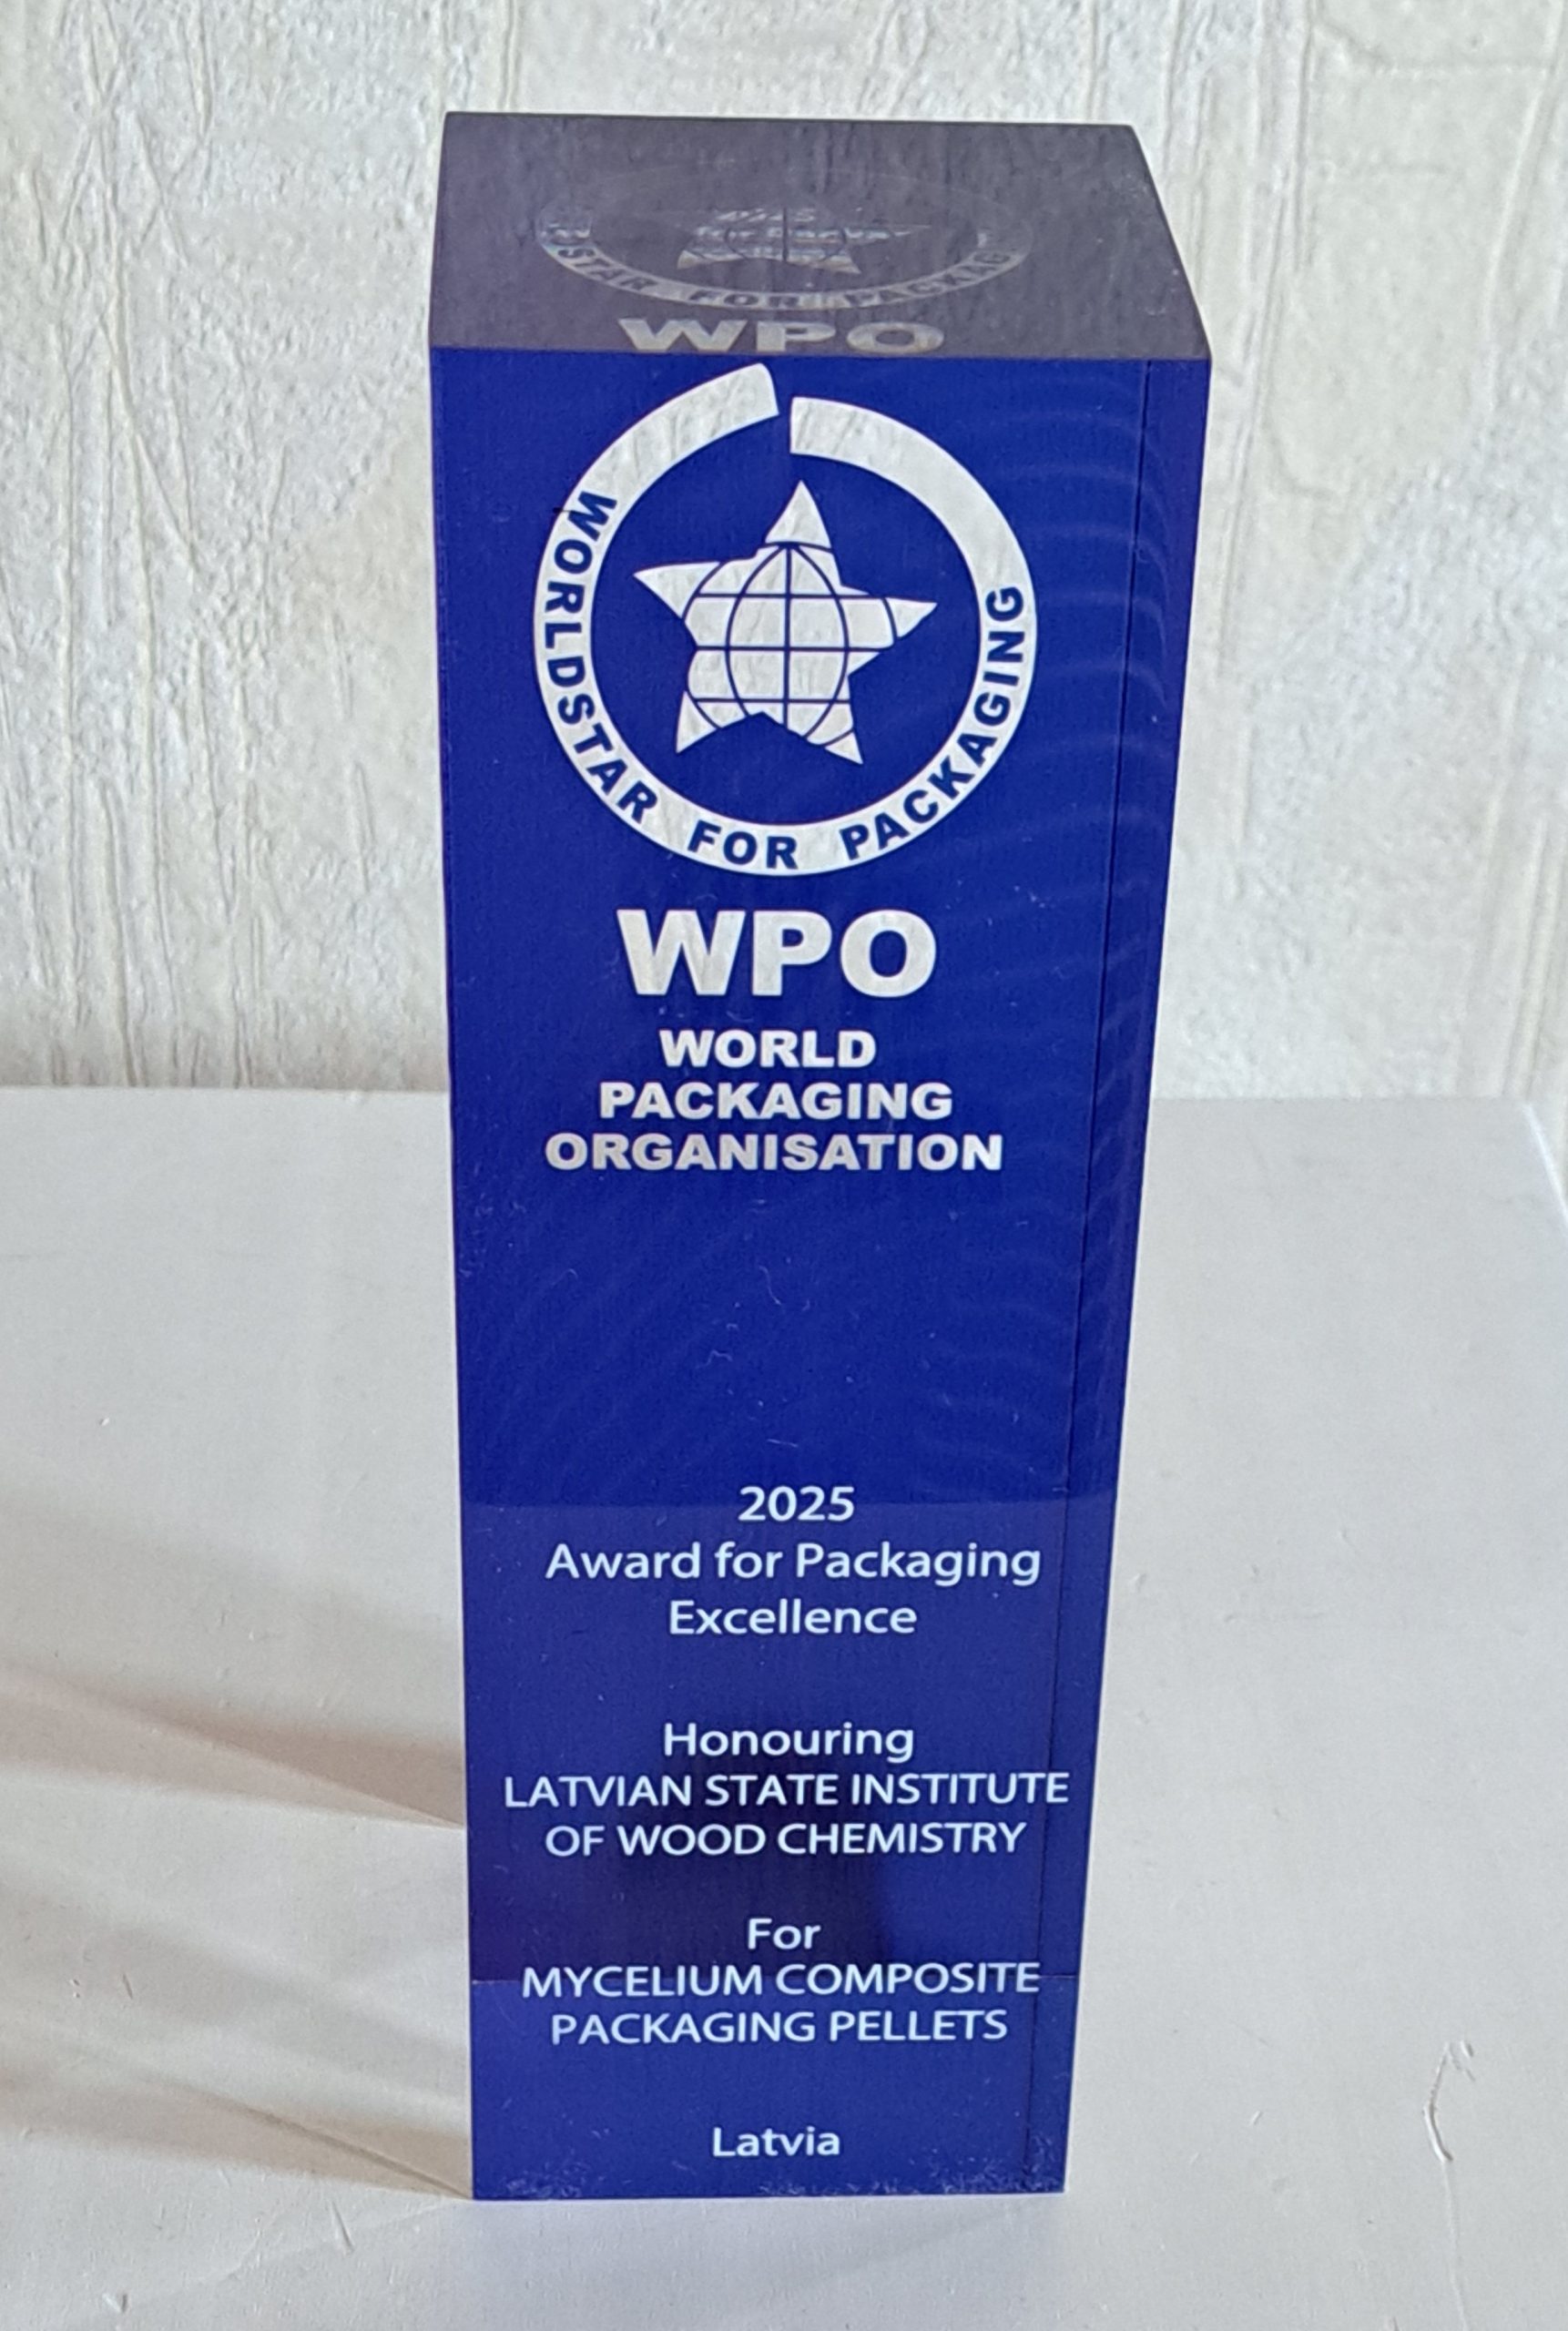 WPO
WORLDSTAR FOR PACKAGING
WPO
WORLD
PACKAGING
ORGANISATION
2025
Award for Packaging
Excellence
Honouring
LATVIAN STATE INSTITUTE
OF WOOD CHEMISTRY
For
MYCELIUM COMPOSITE
PACKAGING PELLETS
Latvia